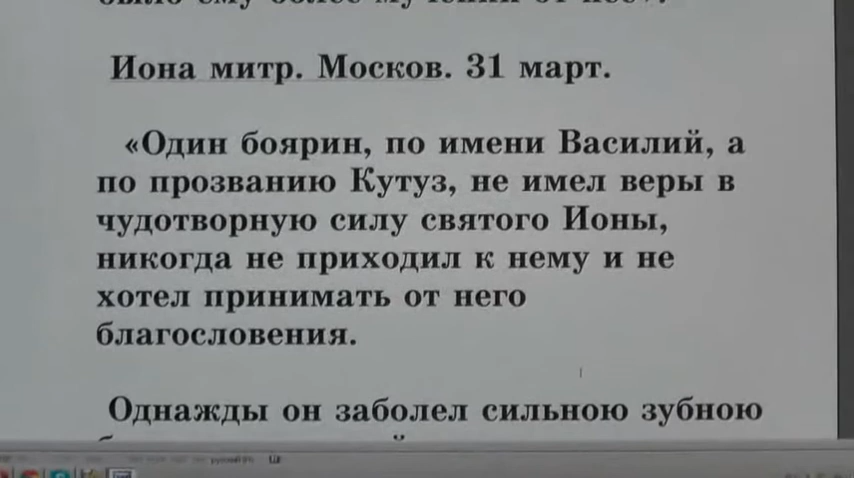 Иона митр. Москов. 31 март.
«Один боярин, по имени Василий, а
по прозванию Кутуз, не имел веры в
чудотворную силу святого Ионы,
никогда не приходил к нему и не
хотел принимать от него
благословения.
Однажды он заболел сильною зубною